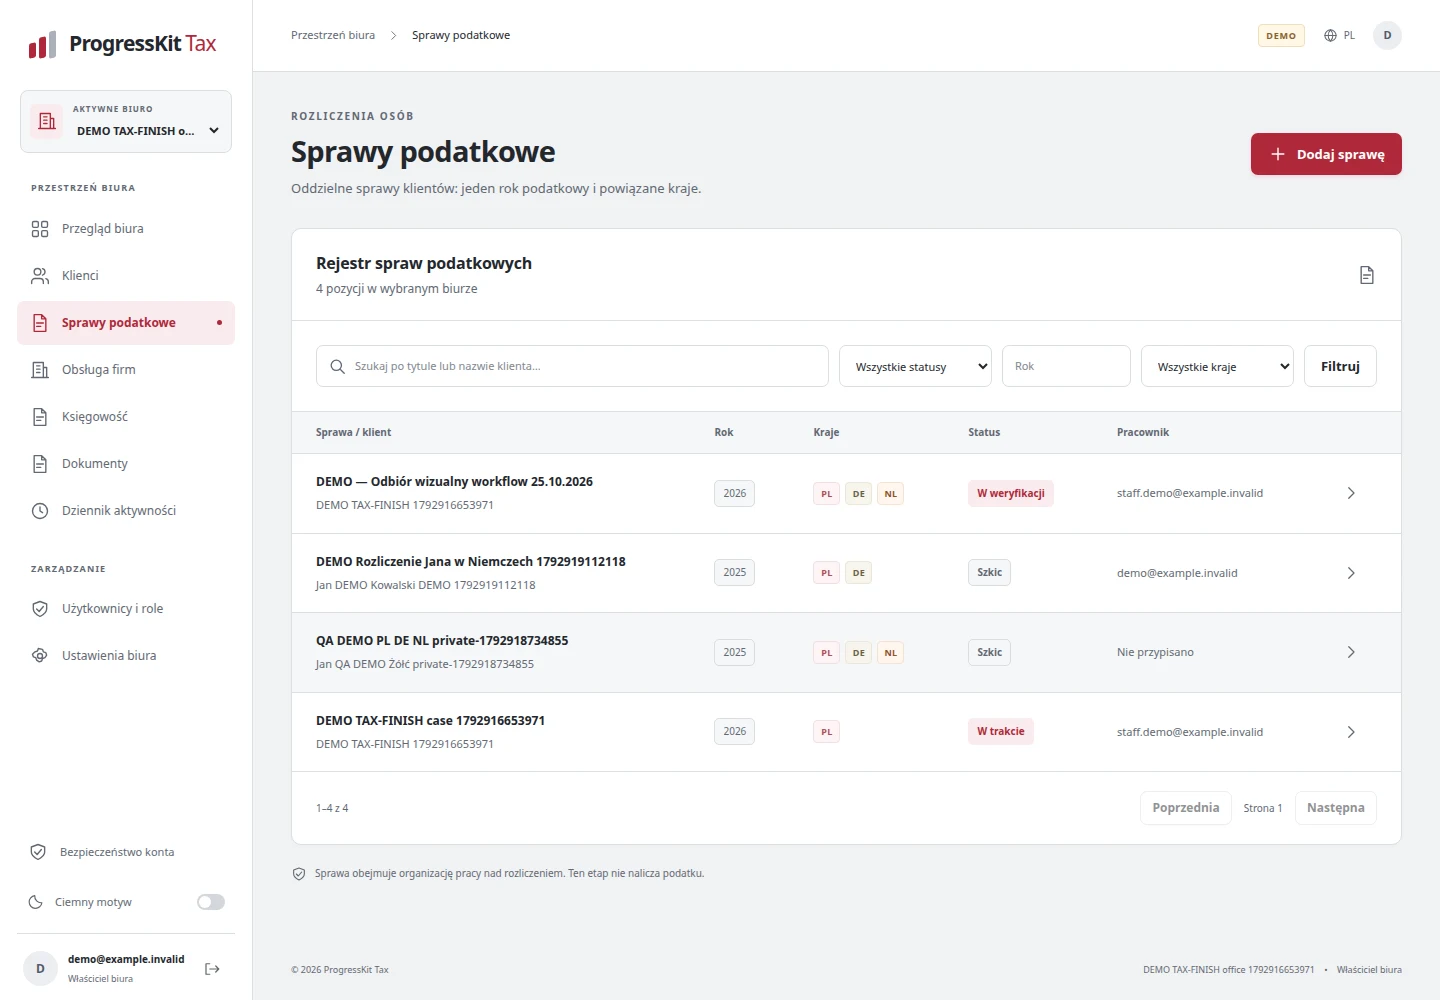 ProgressKit Tax
AKTYWNE BIURO
DEMO TAX-FINISH o...
PRZESTRZEŃ BIURA
Przegląd biura
Klienci
Sprawy podatkowe
Obsługa firm
Księgowość
Dokumenty
Dziennik aktywności
ZARZĄDZANIE
Użytkownicy i role
Ustawienia biura
Bezpieczeństwo konta
Ciemny motyw
D
demo@example.invalid
Właściciel biura
Przestrzeń biura
Sprawy podatkowe
DEMO
PL
D
ROZLICZENIA OSÓB
Sprawy podatkowe
Oddzielne sprawy klientów: jeden rok podatkowy i powiązane kraje.
Dodaj sprawę
Rejestr spraw podatkowych
4 pozycji w wybranym biurze
Szukaj po tytule lub nazwie klienta...
Wszystkie statusy
Rok
Wszystkie kraje
Filtruj
Sprawa / klient Rok Kraje Status Pracownik
DEMO — Odbiór wizualny workflow 25.10.2026
DEMO TAX-FINISH 1792916653971
2026 PL DE NL W weryfikacji staff.demo@example.invalid
DEMO Rozliczenie Jana w Niemczech 1792919112118
Jan DEMO Kowalski DEMO 1792919112118
2025 PL DE Szkic demo@example.invalid
QA DEMO PL DE NL private-1792918734855
Jan QA DEMO Żółć private-1792918734855
2025 PL DE NL Szkic Nie przypisano
DEMO TAX-FINISH case 1792916653971
DEMO TAX-FINISH 1792916653971
2026 PL W trakcie staff.demo@example.invalid
1–4 z 4
Poprzednia
Strona 1
Następna
Sprawa obejmuje organizację pracy nad rozliczeniem. Ten etap nie nalicza podatku.
© 2026 ProgressKit Tax
DEMO TAX-FINISH office 1792916653971 • Właściciel biura